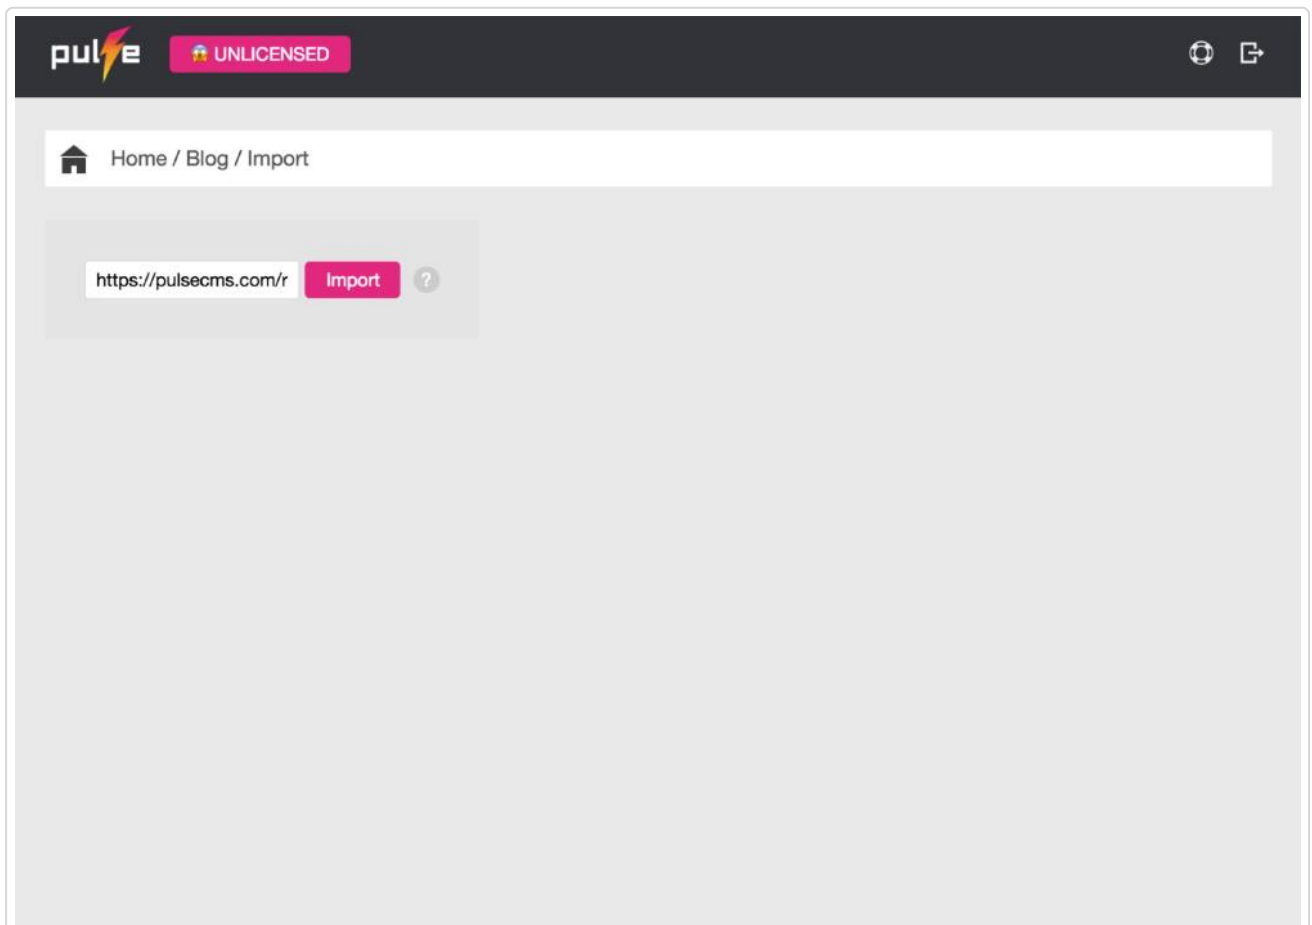 pulse 😱 UNLICENSED
Home / Blog / Import
https://pulsecms.com/r Import ?